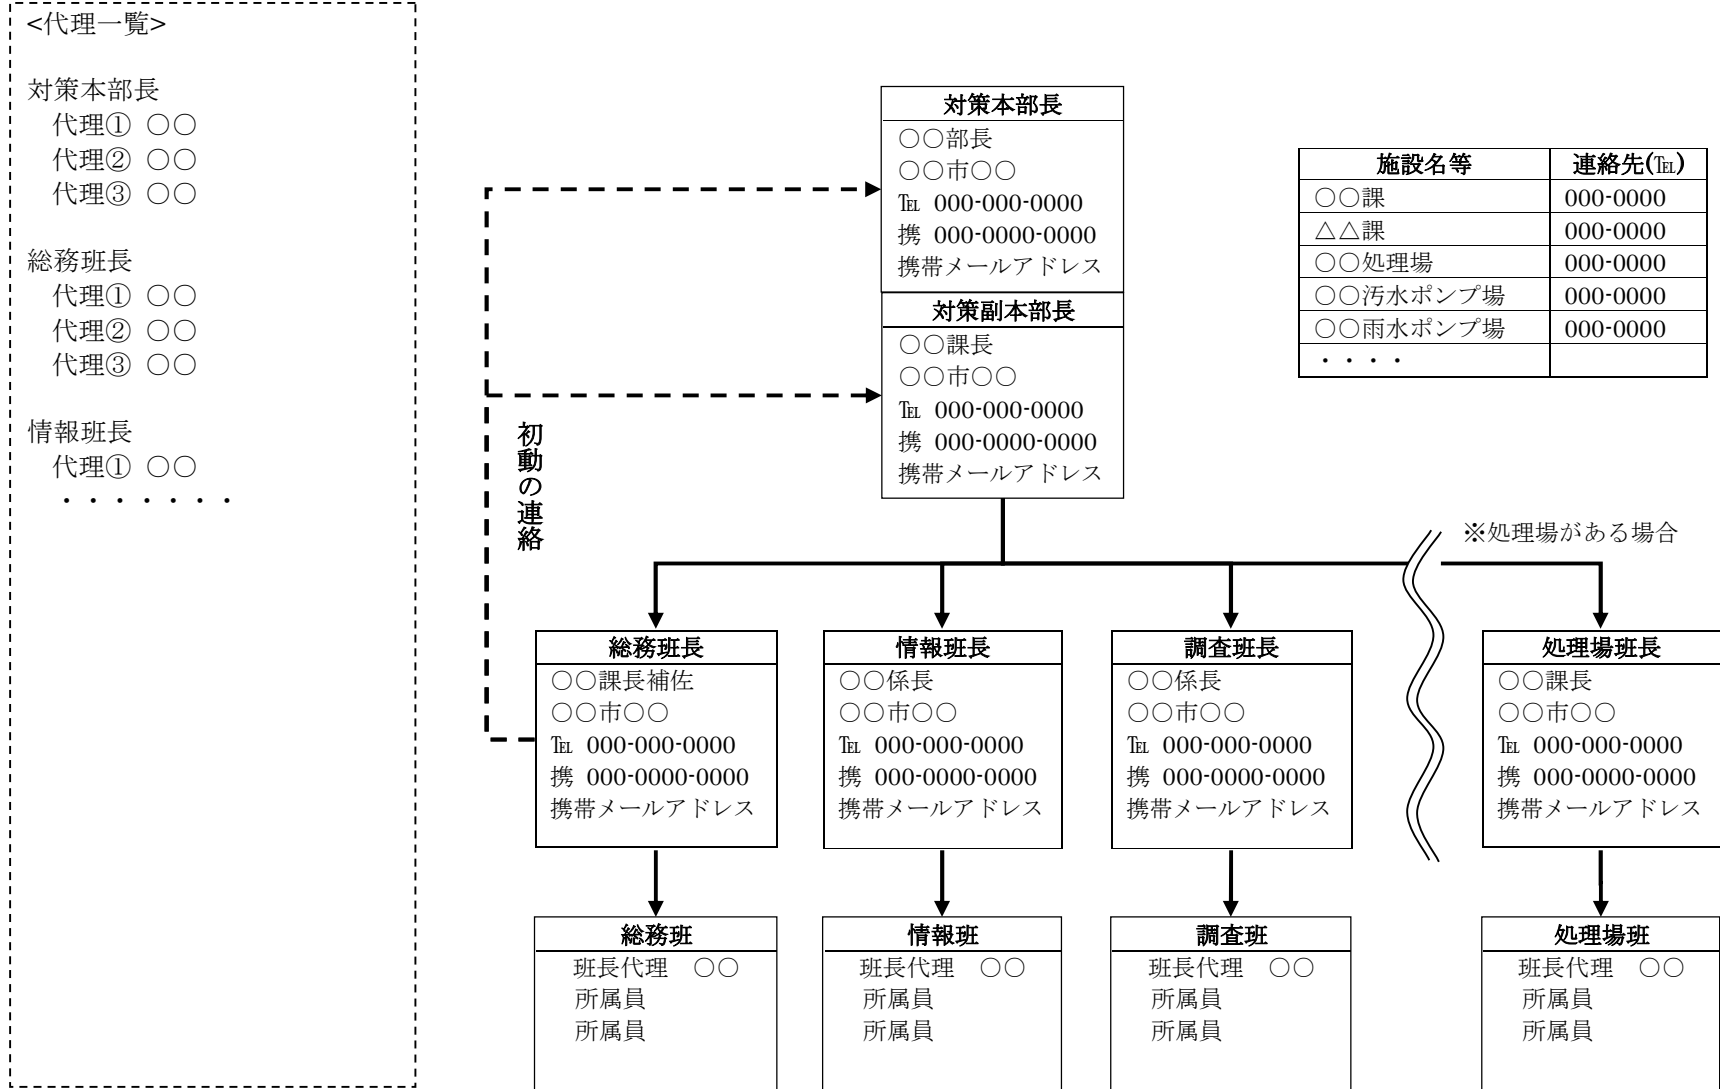 <代理一覧>
対策本部長
代理① ○○
代理② ○○
代理③ ○○
総務班長
代理① ○○
代理② ○○
代理③ ○○
情報班長
代理① ○○
・・・・・・・
対策本部長
○○部長
○○市○○
℡ 000-000-0000
携 000-0000-0000
携帯メールアドレス
対策副本部長
○○課長
○○市○○
℡ 000-000-0000
携 000-0000-0000
携帯メールアドレス
施設名等 連絡先(℡)
○○課 000-0000
△△課 000-0000
○○処理場 000-0000
○○汚水ポンプ場 000-0000
○○雨水ポンプ場 000-0000
・・・・
初動の連絡
※処理場がある場合
総務班長
○○課長補佐
○○市○○
℡ 000-000-0000
携 000-0000-0000
携帯メールアドレス
情報班長
○○係長
○○市○○
℡ 000-000-0000
携 000-0000-0000
携帯メールアドレス
調査班長
○○係長
○○市○○
℡ 000-000-0000
携 000-0000-0000
携帯メールアドレス
処理場班長
○○課長
○○市○○
℡ 000-000-0000
携 000-0000-0000
携帯メールアドレス
総務班
班長代理 ○○
所属員
所属員
情報班
班長代理 ○○
所属員
所属員
調査班
班長代理 ○○
所属員
所属員
処理場班
班長代理 ○○
所属員
所属員